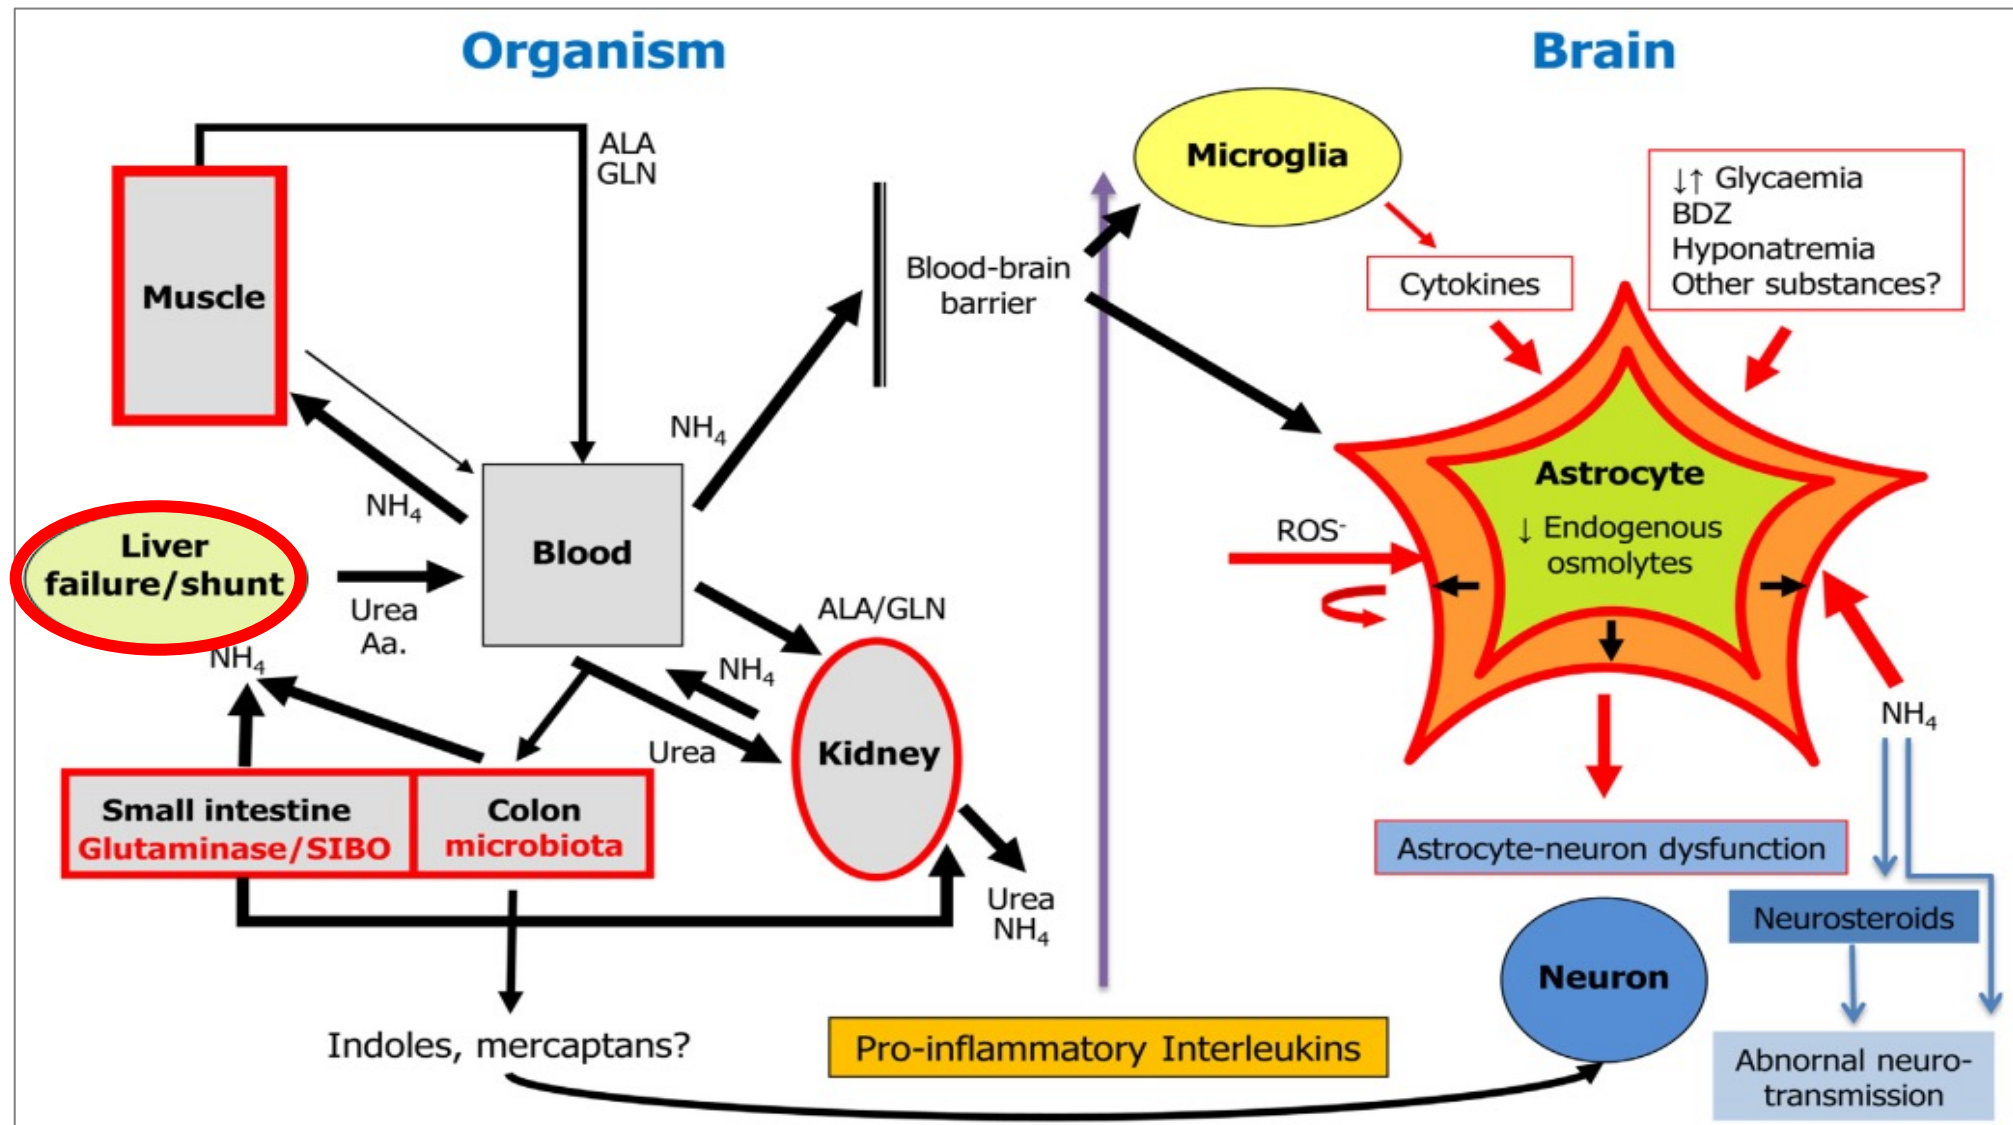 Organism
Brain
ALA
GLN
Microglia
↓↑ Glycaemia
BDZ
Hyponatremia
Other substances?
Muscle
Blood-brain
barrier
Cytokines
NH₄
NH₄
Astrocyte
↓ Endogenous
osmolytes
ROS⁻
Liver
failure/shunt
Blood
Urea
Aa.
ALA/GLN
NH₄
NH₄
Urea
Kidney
NH₄
Small intestine
Glutaminase/SIBO
Colon
microbiota
Astrocyte-neuron dysfunction
Urea
NH₄
Neurosteroids
Neuron
Indoles, mercaptans?
Pro-inflammatory Interleukins
Abnornal neuro-
transmission